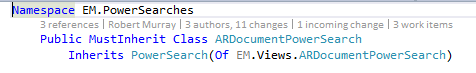 Namespace EM.PowerSearches
3 references | Robert Murray | 3 authors, 11 changes | 1 incoming change | 3 work items
Public MustInherit Class ARDocumentPowerSearch
Inherits PowerSearch(Of EM.Views.ARDocumentPowerSearch)